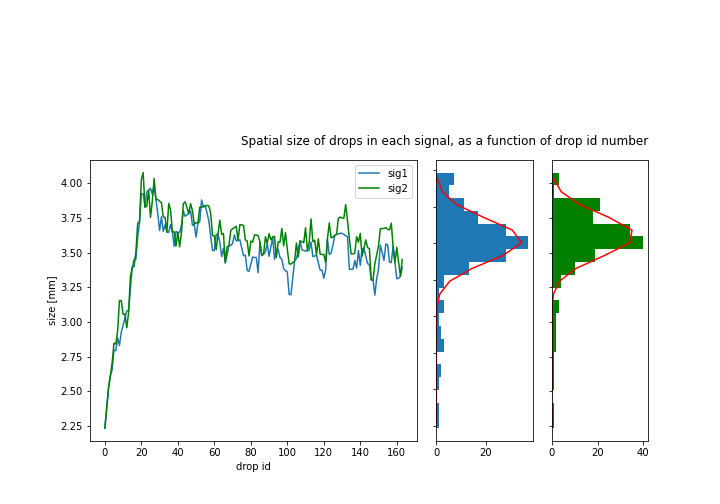 Spatial size of drops in each signal, as a function of drop id number
sig1
sig2
size [mm]
4.00
3.75
3.50
3.25
3.00
2.75
2.50
2.25
0 20 40 60 80 100 120 140 160
drop id
0 20
0 20 40